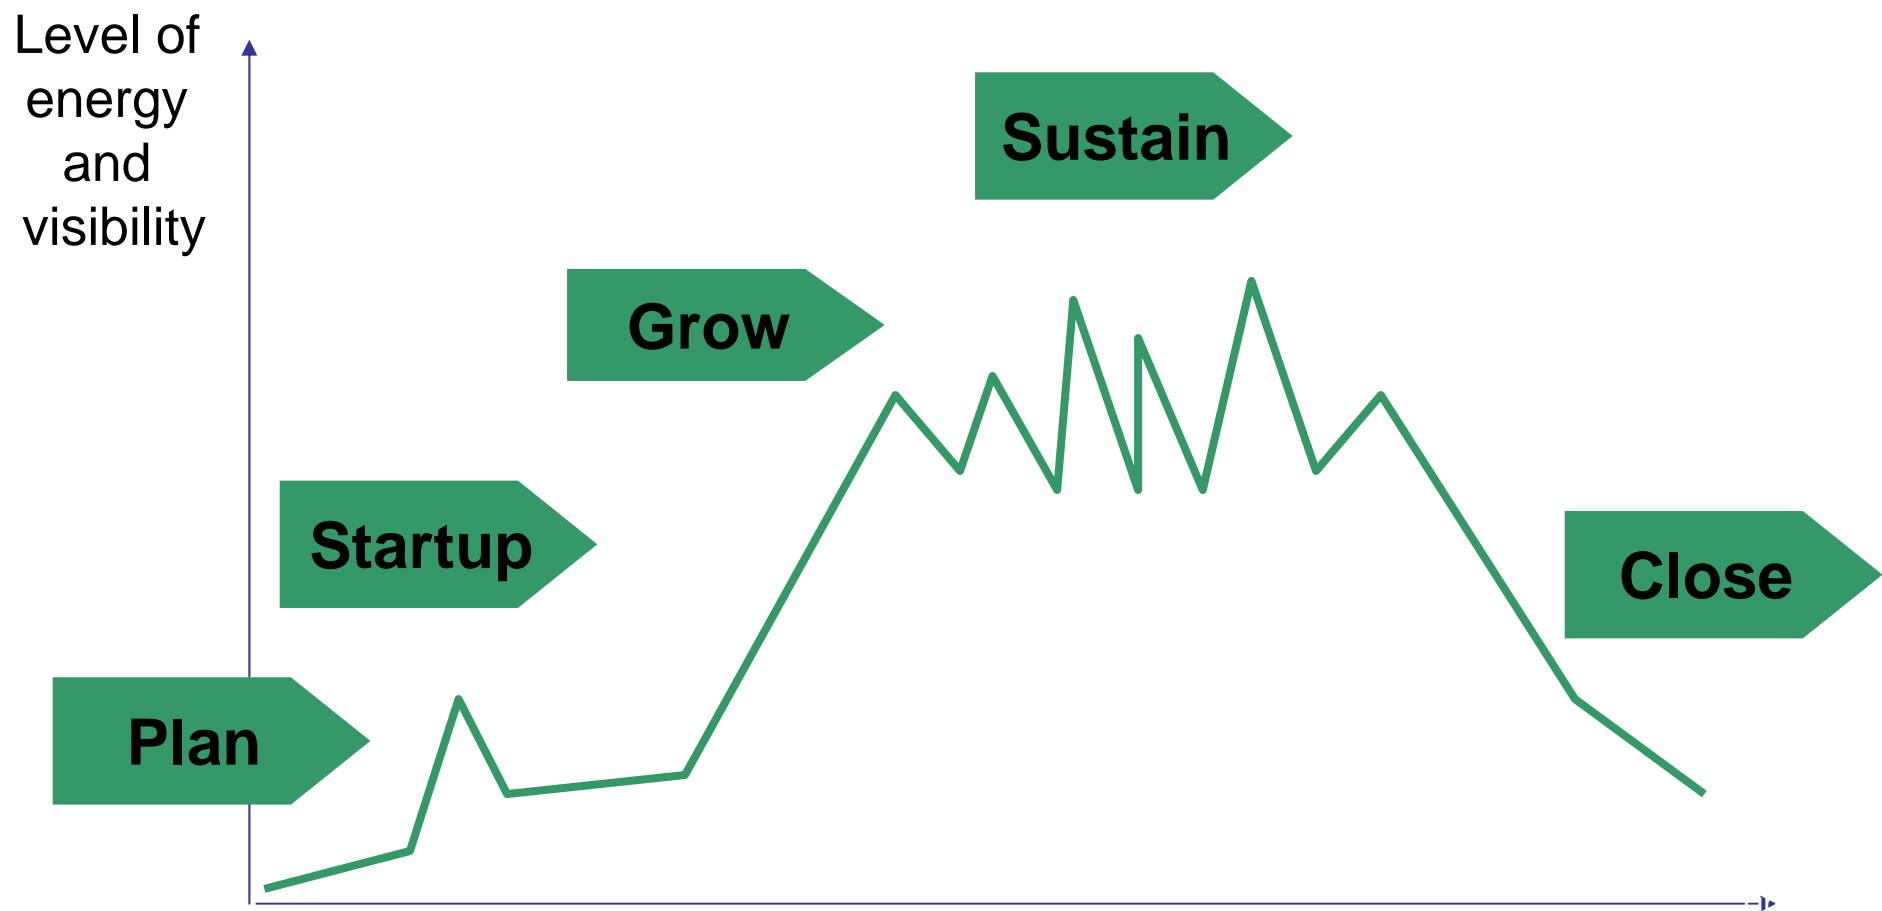 Level of
energy
and
visibility
Sustain
Grow
Startup
Close
Plan